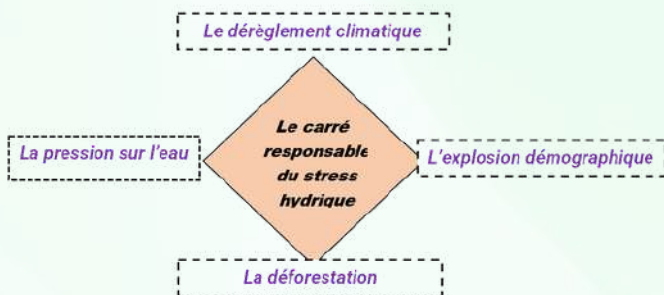 Le dérèglement climatique
Le carré
responsable
du stress
hydrique
La pression sur l'eau
L'explosion démographique
La déforestation